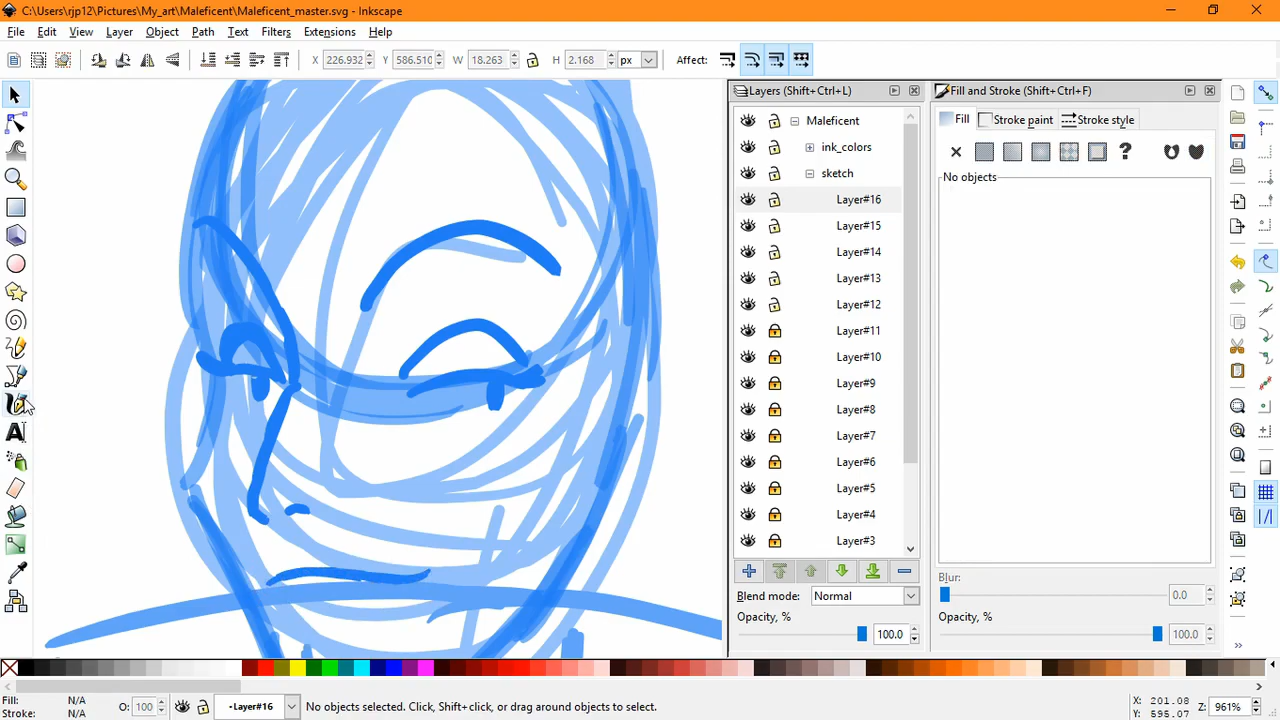 C:\Users\rjp12\Pictures\My_art\Maleficent\Maleficent_master.svg - Inkscape
File Edit View Layer Object Path Text Filters Extensions Help
X 226.932 Y 586.510 W 18.263 H 2.168 px Affect:
Layers (Shift+Ctrl+L)
Fill and Stroke (Shift+Ctrl+F)
Maleficent
ink_colors
sketch
Layer#16
Layer#15
Layer#14
Layer#13
Layer#12
Layer#11
Layer#10
Layer#9
Layer#8
Layer#7
Layer#6
Layer#5
Layer#4
Layer#3
Blend mode: Normal
Opacity, %
100.0
Fill Stroke paint Stroke style
?
No objects
Blur:
0.0
Opacity, %
100.0
Fill: N/A
Stroke: N/A
O: 100
·Layer#16
No objects selected. Click, Shift+click, or drag around objects to select.
X: 201.08
Y: 595.07
Z: 961%